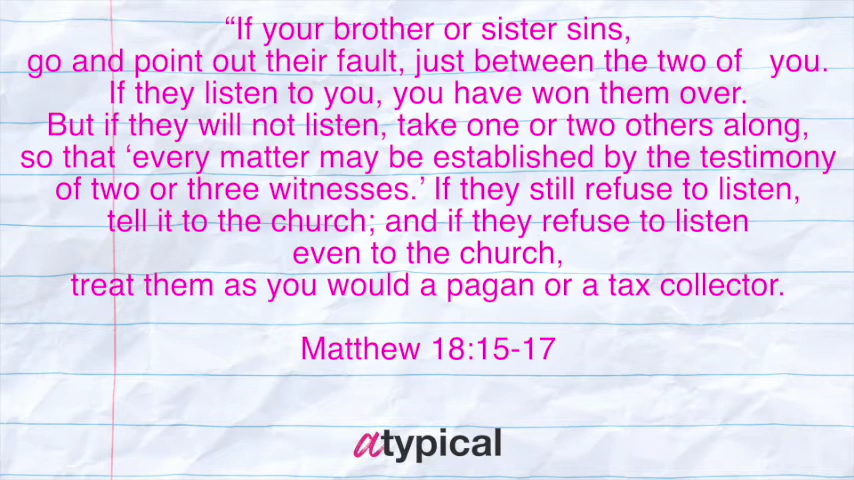 “If your brother or sister sins,
go and point out their fault, just between the two of you.
If they listen to you, you have won them over.
But if they will not listen, take one or two others along,
so that ‘every matter may be established by the testimony
of two or three witnesses.’ If they still refuse to listen,
tell it to the church; and if they refuse to listen
even to the church,
treat them as you would a pagan or a tax collector.
Matthew 18:15-17
atypical